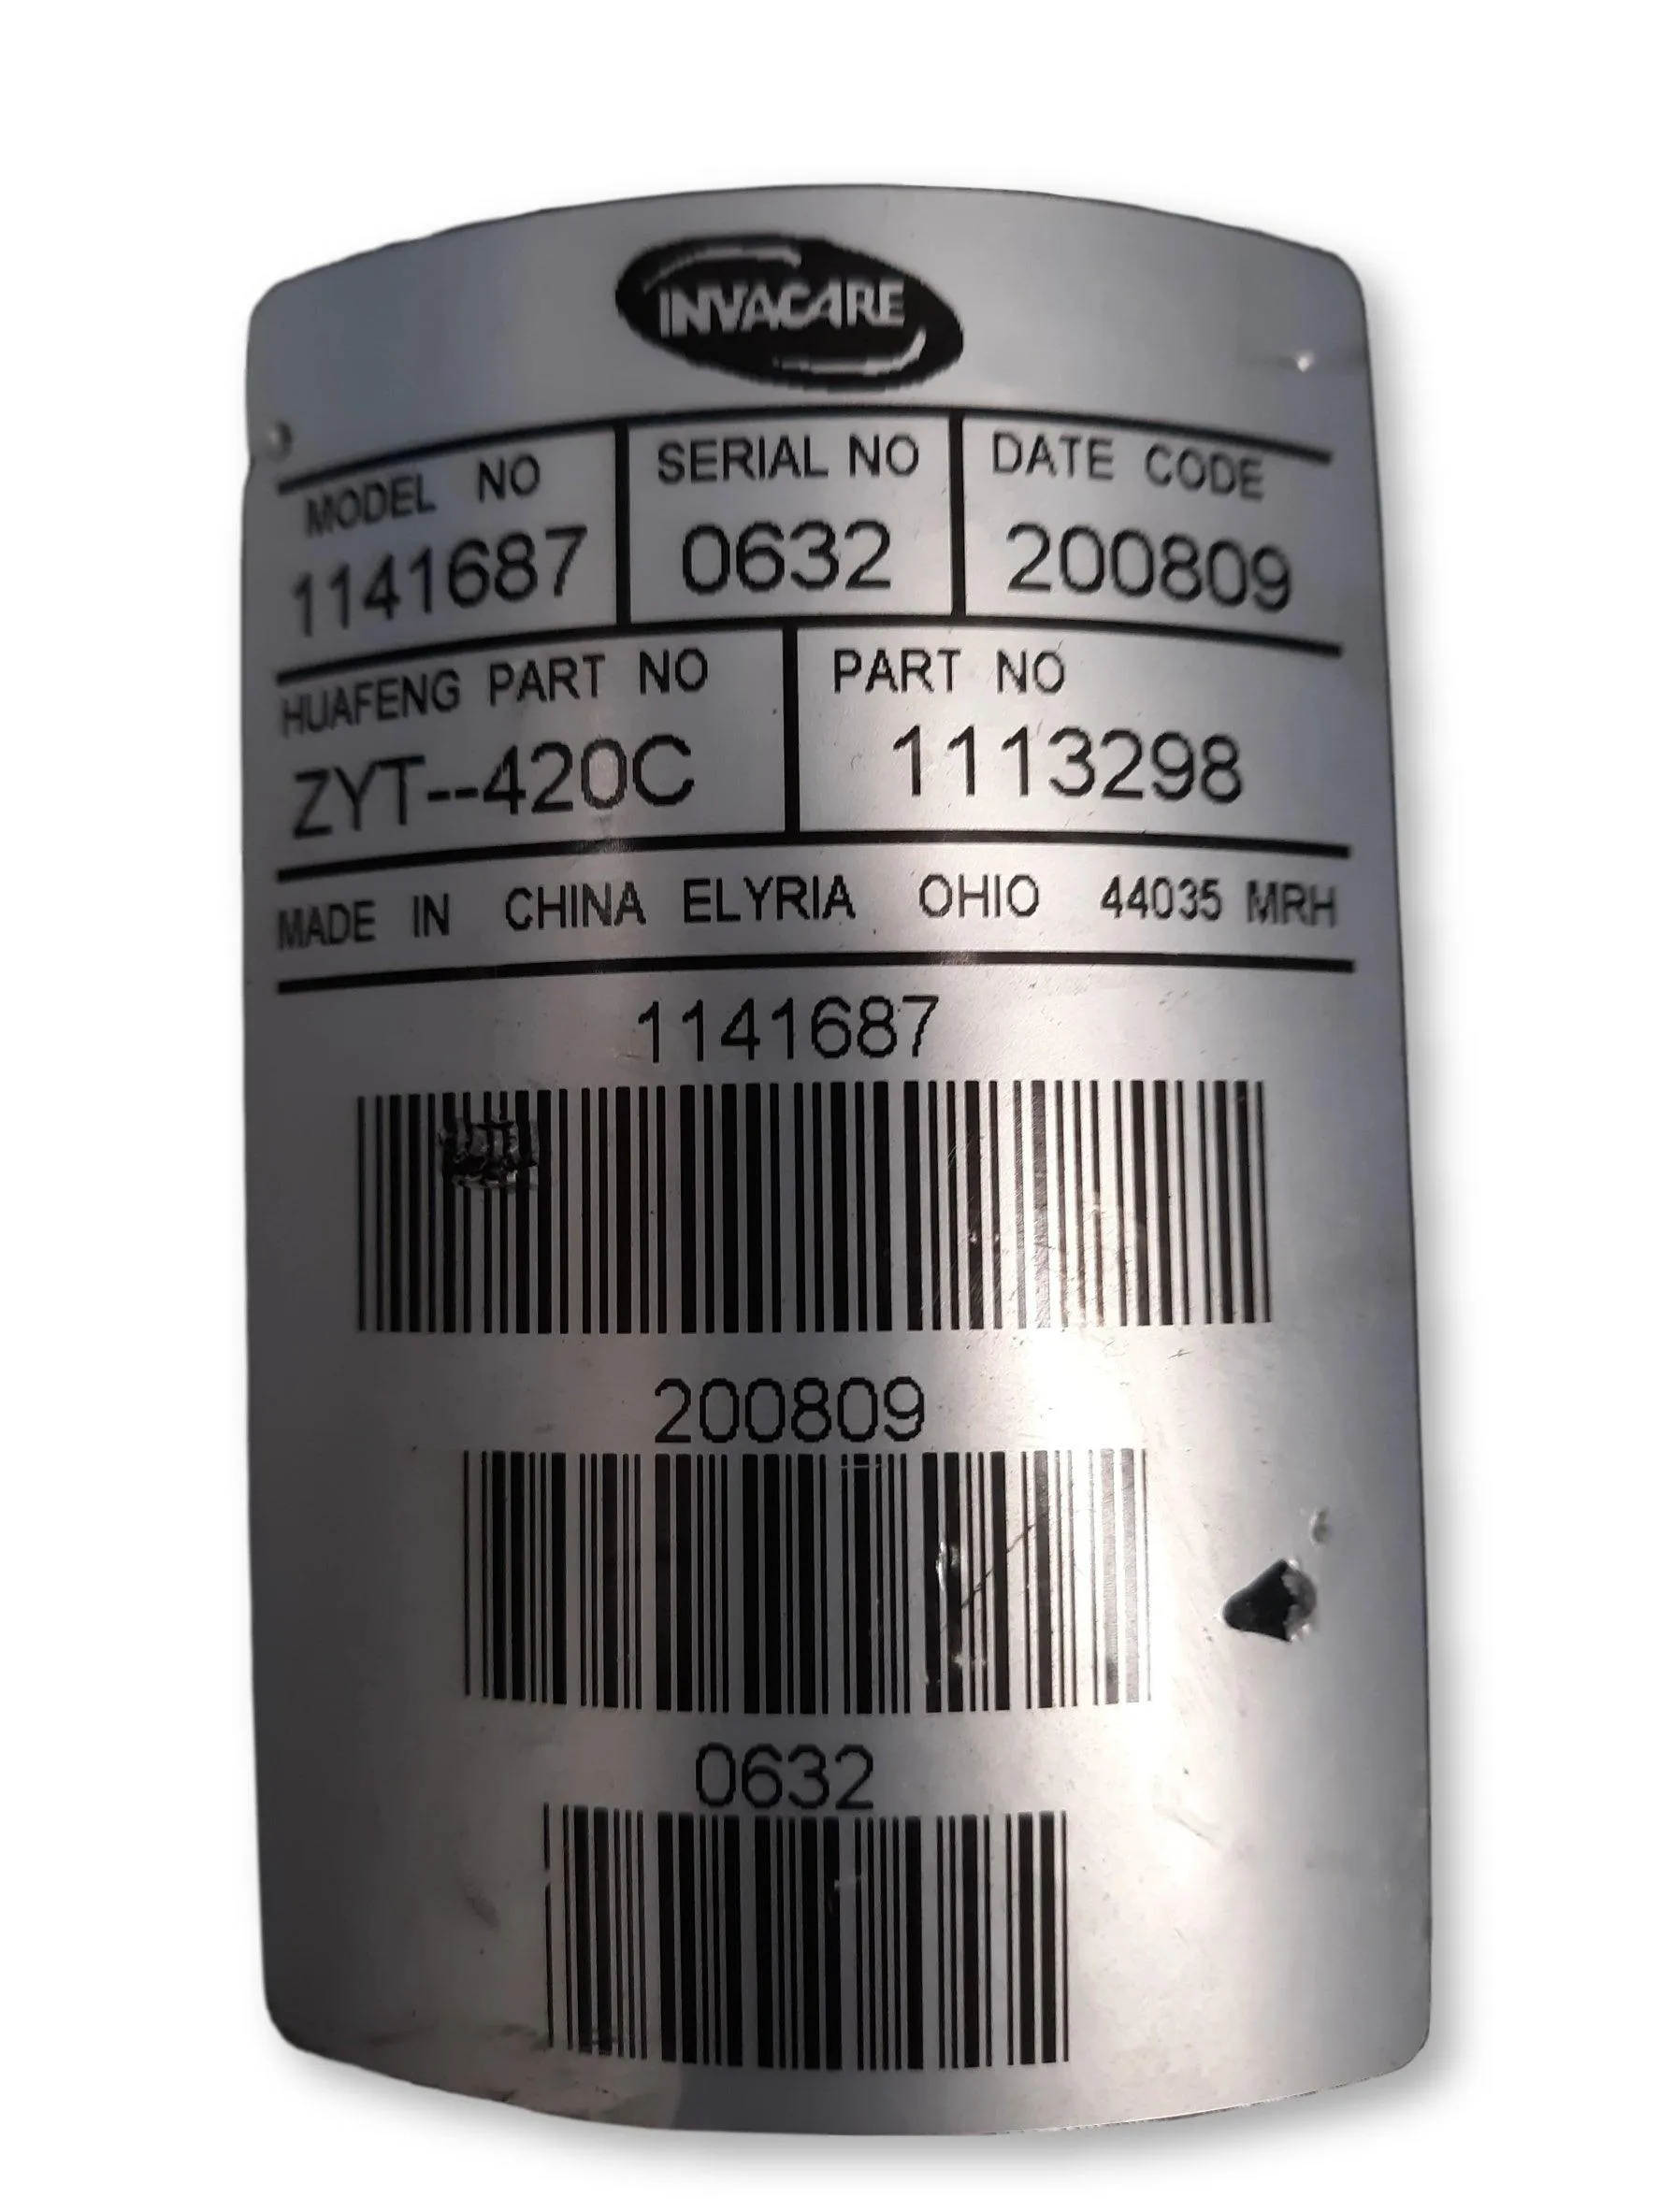 INVACARE
MODEL NO SERIAL NO DATE CODE
1141687 0632 200809
HUAFENG PART NO PART NO
ZYT--420C 1113298
MADE IN CHINA ELYRIA OHIO 44035 MRH
1141687
200809
0632